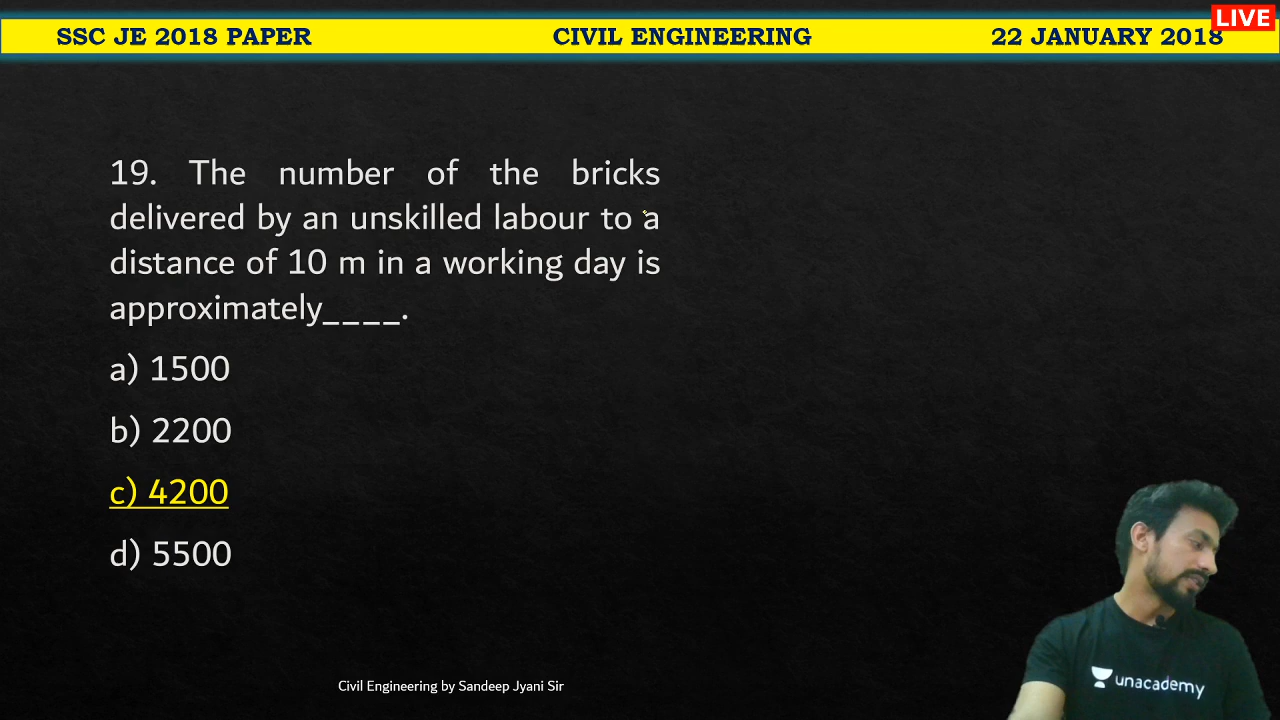 LIVE
SSC JE 2018 PAPER CIVIL ENGINEERING 22 JANUARY 2018
19. The number of the bricks
delivered by an unskilled labour to a
distance of 10 m in a working day is
approximately____.
a) 1500
b) 2200
c) 4200
d) 5500
unacademy
Civil Engineering by Sandeep Jyani Sir